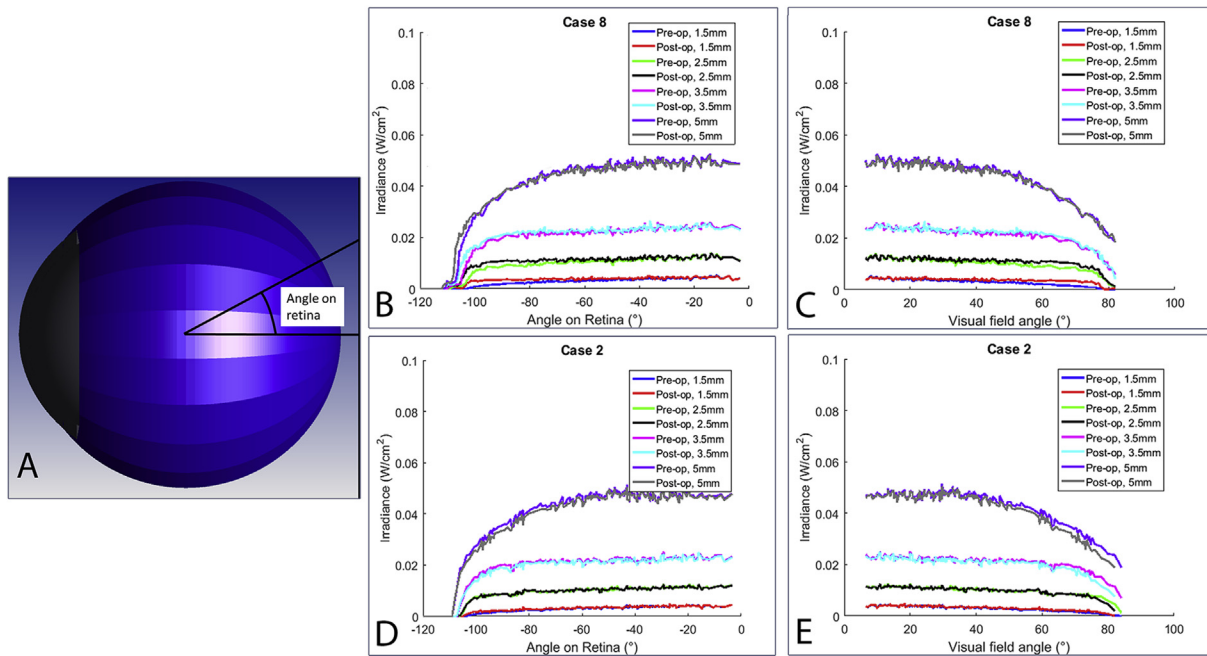 A
Angle on
retina
Case 8
Irradiance (W/cm2)
0.1
0.08
0.06
0.04
0.02
0
Pre-op, 1.5mm
Post-op, 1.5mm
Pre-op, 2.5mm
Post-op, 2.5mm
Pre-op, 3.5mm
Post-op, 3.5mm
Pre-op, 5mm
Post-op, 5mm
-120 -100 -80 -60 -40 -20 0
Angle on Retina (°)
B
Case 8
Irradiance (W/cm2)
0.1
0.08
0.06
0.04
0.02
0
Pre-op, 1.5mm
Post-op, 1.5mm
Pre-op, 2.5mm
Post-op, 2.5mm
Pre-op, 3.5mm
Post-op, 3.5mm
Pre-op, 5mm
Post-op, 5mm
0 20 40 60 80 100
Visual field angle (°)
C
Case 2
Irradiance (W/cm2)
0.1
0.08
0.06
0.04
0.02
0
Pre-op, 1.5mm
Post-op, 1.5mm
Pre-op, 2.5mm
Post-op, 2.5mm
Pre-op, 3.5mm
Post-op, 3.5mm
Pre-op, 5mm
Post-op, 5mm
-120 -100 -80 -60 -40 -20 0
Angle on Retina (°)
D
Case 2
Irradiance (W/cm2)
0.1
0.08
0.06
0.04
0.02
0
Pre-op, 1.5mm
Post-op, 1.5mm
Pre-op, 2.5mm
Post-op, 2.5mm
Pre-op, 3.5mm
Post-op, 3.5mm
Pre-op, 5mm
Post-op, 5mm
0 20 40 60 80 100
Visual field angle (°)
E